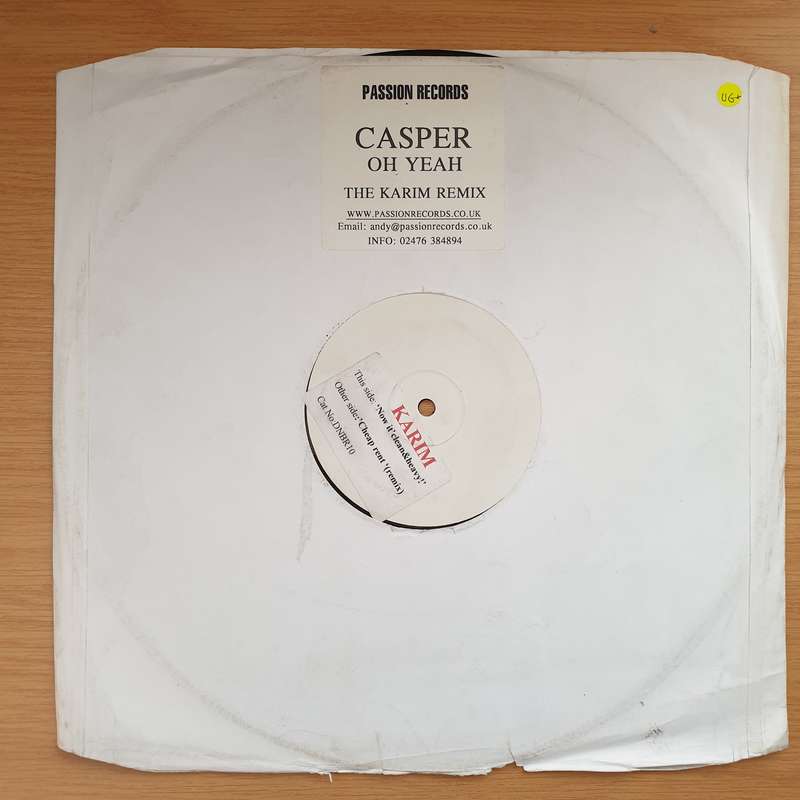 PASSION RECORDS
CASPER
OH YEAH
THE KARIM REMIX
WWW.PASSIONRECORDS.CO.UK
Email: andy@passionrecords.co.uk
INFO: 02476 384894
UG+
KARIM
This side: 'Now it'clean&heavy!'
Other side:'Cheap rent '(remix)
Cat No.DNBR10